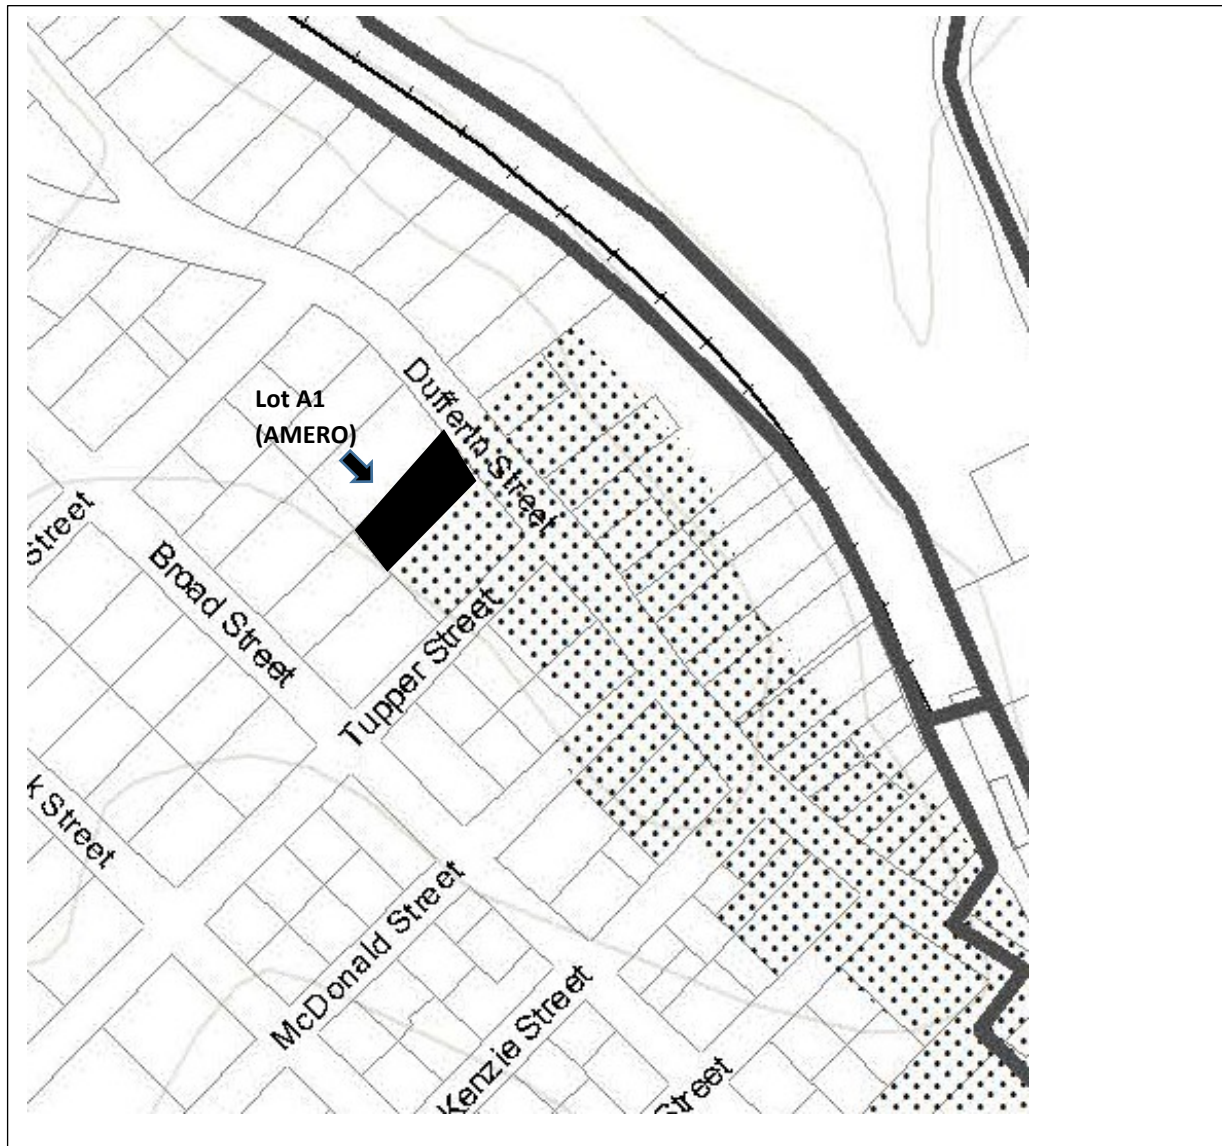 Dufferin Street
Lot A1
(AMERO)
Street
Broad Street
Tupper Street
k Street
McDonald Street
Kenzie Street
Street